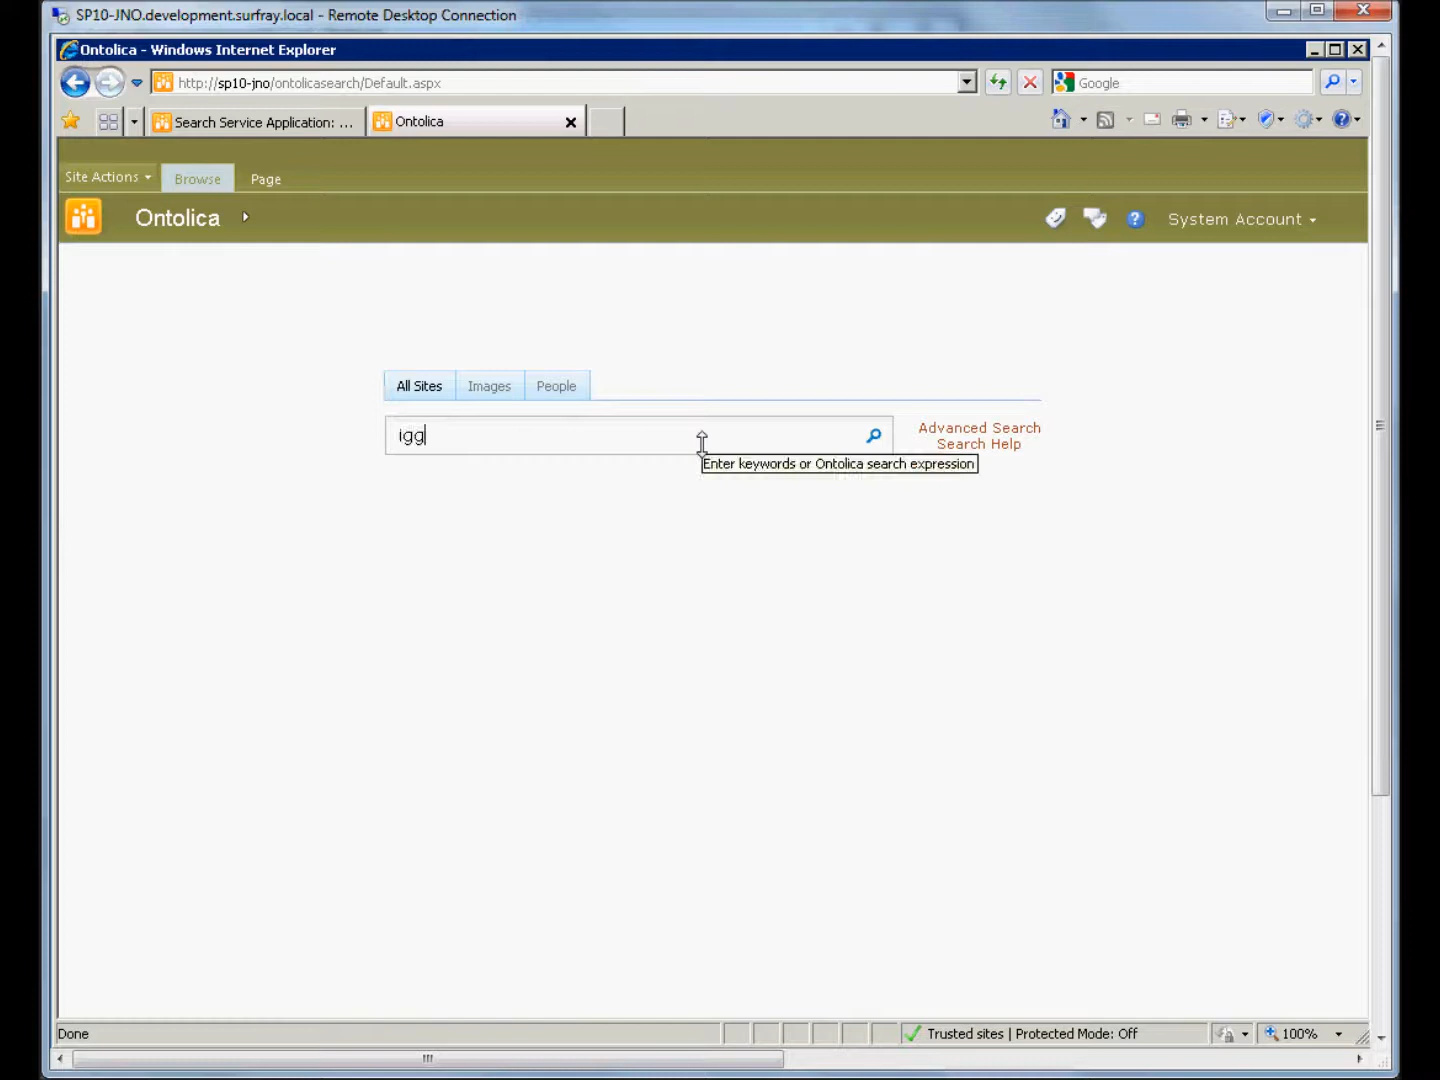 SP10-JNO.development.surfray.local - Remote Desktop Connection
Ontolica - Windows Internet Explorer
http://sp10-jno/ontolicasearch/Default.aspx
Google
Search Service Application: ...
Ontolica
Site Actions
Browse
Page
Ontolica
System Account
All Sites
Images
People
igg
Advanced Search
Search Help
Enter keywords or Ontolica search expression
Done
Trusted sites | Protected Mode: Off
100%